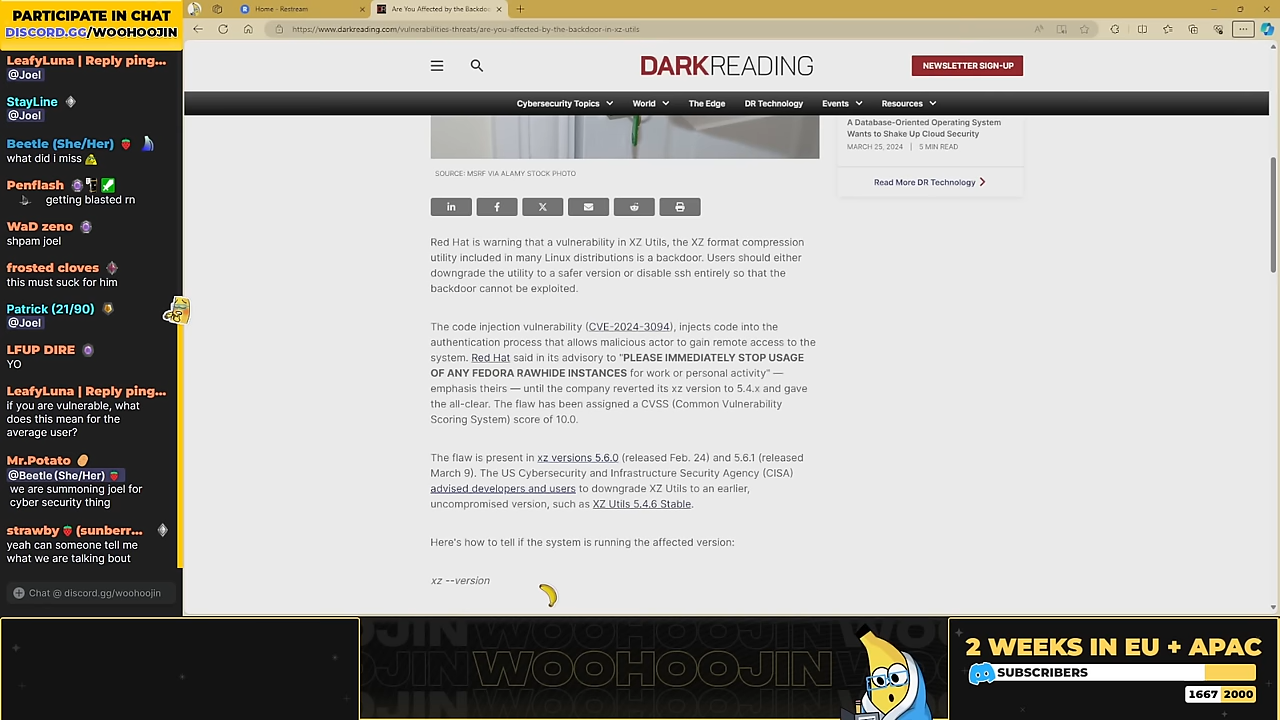 PARTICIPATE IN CHAT
DISCORD.GG/WOOHOOJIN
LeafyLuna | Reply ping...
@Joel
StayLine
@Joel
Beetle (She/Her)
what did i miss
Penflash
getting blasted rn
WaD zeno
shpam joel
frosted cloves
this must suck for him
Patrick (21/90)
@Joel
LFUP DIRE
YO
LeafyLuna | Reply ping...
if you are vulnerable, what
does this mean for the
average user?
Mr.Potato
@Beetle (She/Her)
we are summoning joel for
cyber security thing
strawby (sunberr...
yeah can someone tell me
what we are talking bout
Chat @ discord.gg/woohoojin
Home - Restream
Are You Affected by the Backdoo
https://www.darkreading.com/vulnerabilities-threats/are-you-affected-by-the-backdoor-in-xz-utils
DARKREADING
NEWSLETTER SIGN-UP
Cybersecurity Topics
World
The Edge
DR Technology
Events
Resources
A Database-Oriented Operating System
Wants to Shake Up Cloud Security
MARCH 25, 2024 | 5 MIN READ
Read More DR Technology
SOURCE: MSRF VIA ALAMY STOCK PHOTO
Red Hat is warning that a vulnerability in XZ Utils, the XZ format compression
utility included in many Linux distributions is a backdoor. Users should either
downgrade the utility to a safer version or disable ssh entirely so that the
backdoor cannot be exploited.
The code injection vulnerability (CVE-2024-3094), injects code into the
authentication process that allows malicious actor to gain remote access to the
system. Red Hat said in its advisory to "PLEASE IMMEDIATELY STOP USAGE
OF ANY FEDORA RAWHIDE INSTANCES for work or personal activity" —
emphasis theirs — until the company reverted its xz version to 5.4.x and gave
the all-clear. The flaw has been assigned a CVSS (Common Vulnerability
Scoring System) score of 10.0.
The flaw is present in xz versions 5.6.0 (released Feb. 24) and 5.6.1 (released
March 9). The US Cybersecurity and Infrastructure Security Agency (CISA)
advised developers and users to downgrade XZ Utils to an earlier,
uncompromised version, such as XZ Utils 5.4.6 Stable.
Here's how to tell if the system is running the affected version:
xz --version
WOOHOOJIN
2 WEEKS IN EU + APAC
SUBSCRIBERS
1667 2000